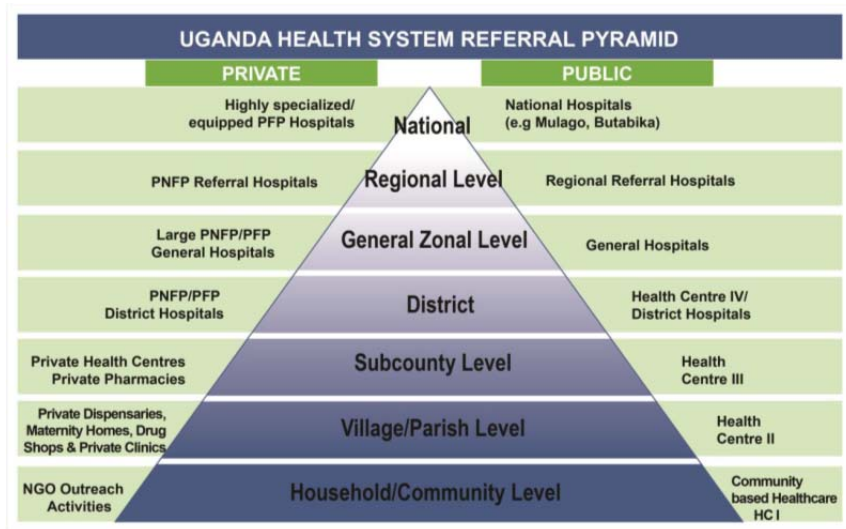 UGANDA HEALTH SYSTEM REFERRAL PYRAMID
PRIVATE
PUBLIC
Highly specialized/
equipped PFP Hospitals
National
National Hospitals
(e.g Mulago, Butabika)
PNFP Referral Hospitals
Regional Level
Regional Referral Hospitals
Large PNFP/PFP
General Hospitals
General Zonal Level
General Hospitals
PNFP/PFP
District Hospitals
District
Health Centre IV/
District Hospitals
Private Health Centres
Private Pharmacies
Subcounty Level
Health
Centre III
Private Dispensaries,
Maternity Homes, Drug
Shops & Private Clinics
Village/Parish Level
Health
Centre II
NGO Outreach
Activities
Household/Community Level
Community
based Healthcare
HC I